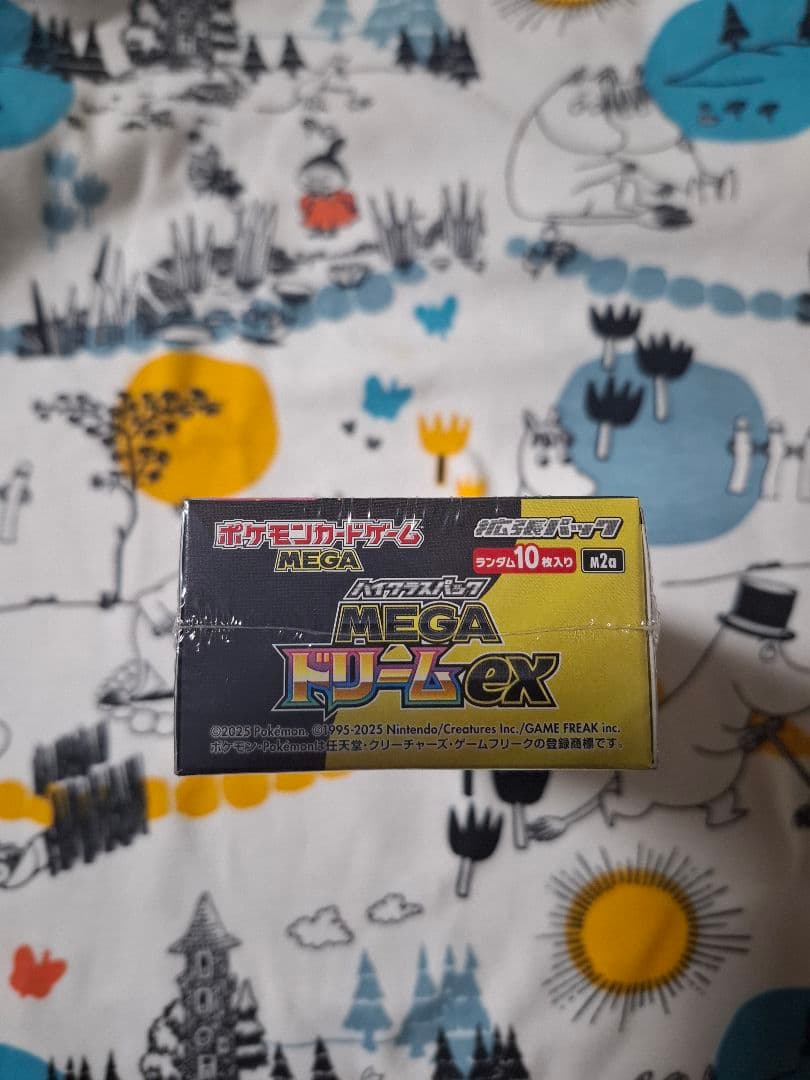 ポケモンカードゲーム
MEGA
拡張パック
ランダム10枚入り
M2a
ハイクラスパック
MEGA
ドリームex
©2025 Pokémon. ©1995-2025 Nintendo/Creatures Inc./GAME FREAK inc.
ポケモン・Pokémonは任天堂・クリーチャーズ・ゲームフリークの登録商標です。